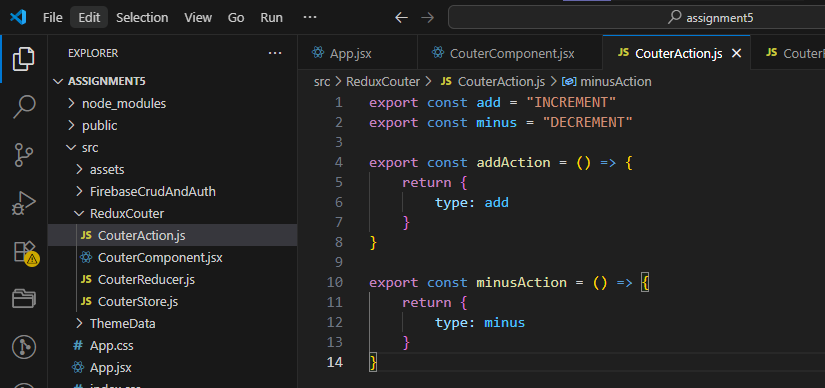 File Edit Selection View Go Run ··· assignment5
EXPLORER ···
ASSIGNMENT5
node_modules
public
src
assets
FirebaseCrudAndAuth
ReduxCouter
JS CouterAction.js
CouterComponent.jsx
JS CouterReducer.js
JS CouterStore.js
ThemeData
App.css
App.jsx
index.css
App.jsx CouterComponent.jsx JS CouterAction.js JS
src > ReduxCouter > JS CouterAction.js > minusAction
1 export const add = "INCREMENT"
2 export const minus = "DECREMENT"
3
4 export const addAction = () => {
5 return {
6 type: add
7 }
8 }
9
10 export const minusAction = () => {
11 return {
12 type: minus
13 }
14 }